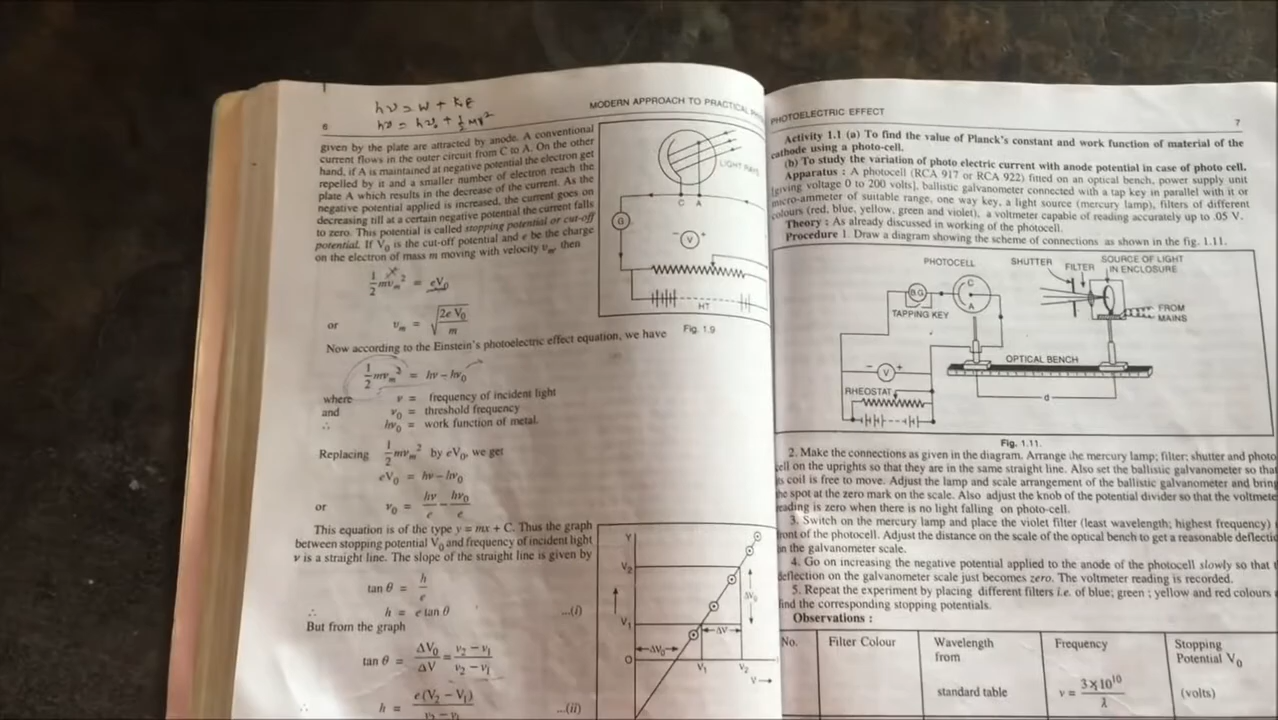 hν = W + KE
hν = hν₀ + ½ mv²
6
MODERN APPROACH TO PRACTICAL
given by the plate are attracted by anode. A conventional
current flows in the outer circuit from C to A. On the other
hand, if A is maintained at negative potential the electron get
repelled by it and a smaller number of electron reach the
plate A which results in the decrease of the current. As the
negative potential applied is increased, the current goes on
decreasing till at a certain negative potential the current falls
to zero. This potential is called stopping potential or cut-off
potential. If V₀ is the cut-off potential and e be the charge
on the electron of mass m moving with velocity vₘ, then
½mvₘ² = eV₀
or vₘ = √(2e V₀/m)
LIGHT RAYS
C A
G
− V +
HT
Fig. 1.9
Now according to the Einstein's photoelectric effect equation, we have
½mvₘ² = hν − hν₀
where ν = frequency of incident light
and ν₀ = threshold frequency
∴ hν₀ = work function of metal.
Replacing ½mvₘ² by eV₀, we get
eV₀ = hν − hν₀
or v₀ = hν/e − hν₀/e
This equation is of the type y = mx + C. Thus the graph
between stopping potential V₀ and frequency of incident light
ν is a straight line. The slope of the straight line is given by
tan θ = h/e
∴ h = e tan θ ...(i)
But from the graph
tan θ = ΔV₀/ΔV = v₂ − v₁/v₂ − v₁
∴ h = e(V₂ − V₁)/v₂ − v₁ ...(ii)
Y
V₂
ΔV₀
V₁
ΔV
ΔV₀
O
V₁ V₂
V→
PHOTOELECTRIC EFFECT
7
Activity 1.1 (a) To find the value of Planck's constant and work function of material of the
cathode using a photo-cell.
(b) To study the variation of photo electric current with anode potential in case of photo cell.
Apparatus : A photocell (RCA 917 or RCA 922) fitted on an optical bench, power supply unit
[giving voltage 0 to 200 volts], ballistic galvanometer connected with a tap key in parallel with it or
micro-ammeter of suitable range, one way key, a light source (mercury lamp), filters of different
colours (red, blue, yellow, green and violet), a voltmeter capable of reading accurately up to .05 V.
Theory : As already discussed in working of the photocell.
Procedure 1. Draw a diagram showing the scheme of connections as shown in the fig. 1.11.
PHOTOCELL
SHUTTER
FILTER
SOURCE OF LIGHT
IN ENCLOSURE
B.G.
C
A
TAPPING KEY
FROM
MAINS
OPTICAL BENCH
− V +
RHEOSTAT
d
Fig. 1.11.
2. Make the connections as given in the diagram. Arrange the mercury lamp; filter; shutter and photo
cell on the uprights so that they are in the same straight line. Also set the ballistic galvanometer so that
its coil is free to move. Adjust the lamp and scale arrangement of the ballistic galvanometer and bring
the spot at the zero mark on the scale. Also adjust the knob of the potential divider so that the voltmete
reading is zero when there is no light falling on photo-cell.
3. Switch on the mercury lamp and place the violet filter (least wavelength; highest frequency)
front of the photocell. Adjust the distance on the scale of the optical bench to get a reasonable deflectio
in the galvanometer scale.
4. Go on increasing the negative potential applied to the anode of the photocell slowly so that t
deflection on the galvanometer scale just becomes zero. The voltmeter reading is recorded.
5. Repeat the experiment by placing different filters i.e. of blue; green ; yellow and red colours
find the corresponding stopping potentials.
Observations :
No. Filter Colour Wavelength Frequency Stopping
from Potential V₀
standard table ν = 3×10¹⁰/λ (volts)